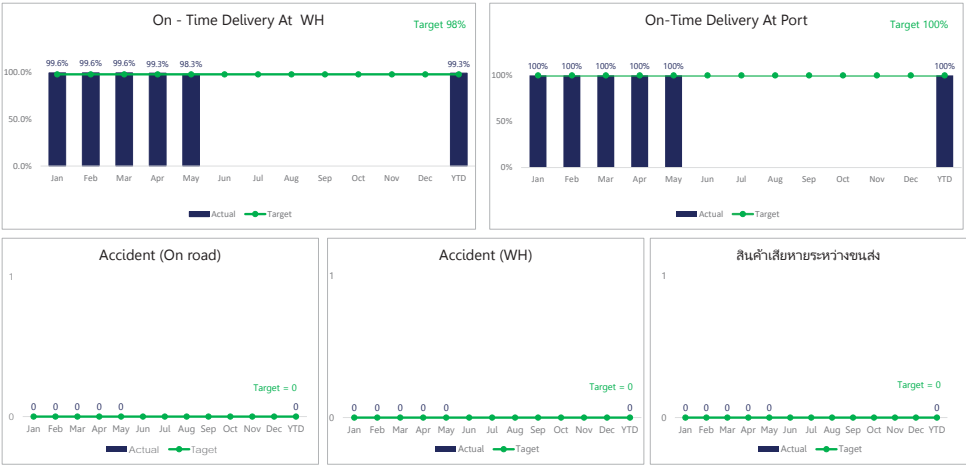 On - Time Delivery At  WH
Target 98%
99.6% 99.6% 99.6% 99.3% 98.3% 99.3%
100.0%
50.0%
0.0%
Jan Feb Mar Apr May Jun Jul Aug Sep Oct Nov Dec YTD
Actual Target
On-Time Delivery At Port
Target 100%
100% 100% 100% 100% 100% 100%
100%
50%
0%
Jan Feb Mar Apr May Jun Jul Aug Sep Oct Nov Dec YTD
Actual Target
Accident (On road)
1
Target = 0
0 0 0 0 0 0
0
Jan Feb Mar Apr May Jun Jul Aug Sep Oct Nov Dec YTD
Actual Taget
Accident (WH)
1
Target = 0
0 0 0 0 0 0
0
Jan Feb Mar Apr May Jun Jul Aug Sep Oct Nov Dec YTD
Actual Taget
สินค้าเสียหายระหว่างขนส่ง
1
Target = 0
0 0 0 0 0 0
0
Jan Feb Mar Apr May Jun Jul Aug Sep Oct Nov Dec YTD
Actual Taget